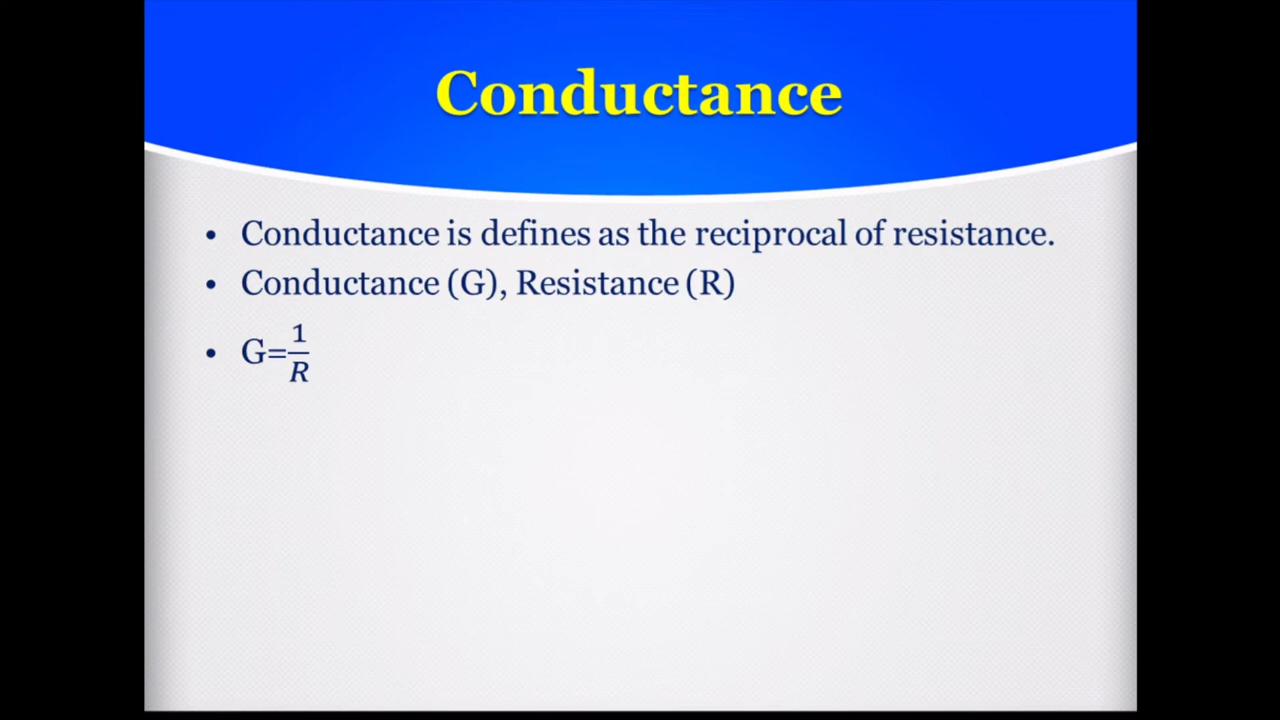 Conductance
• Conductance is defines as the reciprocal of resistance.
• Conductance (G), Resistance (R)
• G=1/R